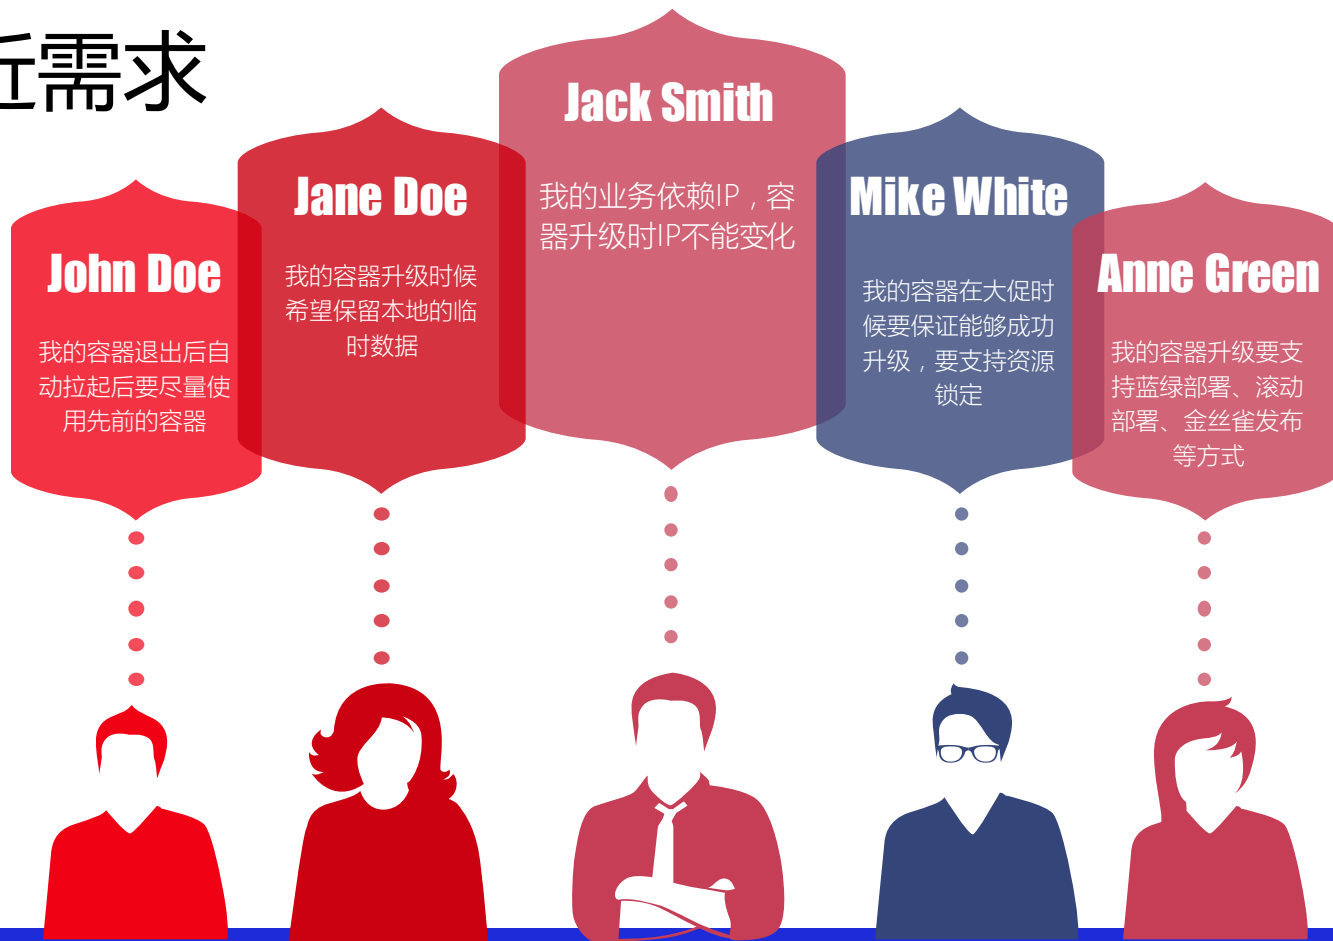 近需求
John Doe
我的容器退出后自
动拉起后要尽量使
用先前的容器
Jane Doe
我的容器升级时候
希望保留本地的临
时数据
Jack Smith
我的业务依赖IP，容
器升级时IP不能变化
Mike White
我的容器在大促时
候要保证能够成功
升级，要支持资源
锁定
Anne Green
我的容器升级要支
持蓝绿部署、滚动
部署、金丝雀发布
等方式